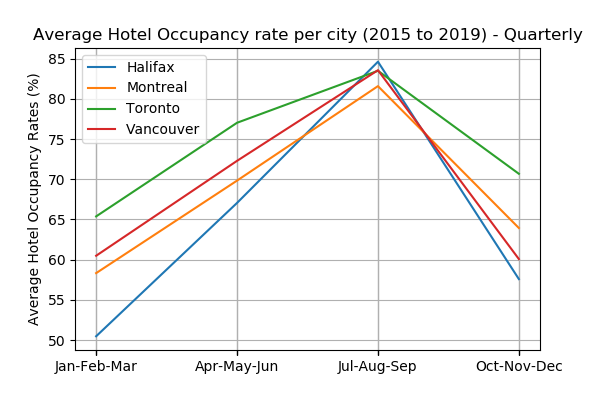 Average Hotel Occupancy rate per city (2015 to 2019) - Quarterly
Average Hotel Occupancy Rates (%)
85
80
75
70
65
60
55
50
Halifax
Montreal
Toronto
Vancouver
Jan-Feb-Mar
Apr-May-Jun
Jul-Aug-Sep
Oct-Nov-Dec